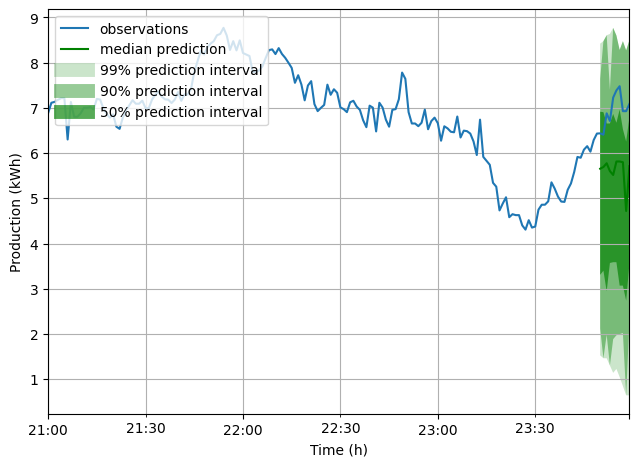 observations
median prediction
99% prediction interval
90% prediction interval
50% prediction interval
9
8
7
6
5
4
3
2
1
Production (kWh)
21:00
21:30
22:00
22:30
23:00
23:30
Time (h)